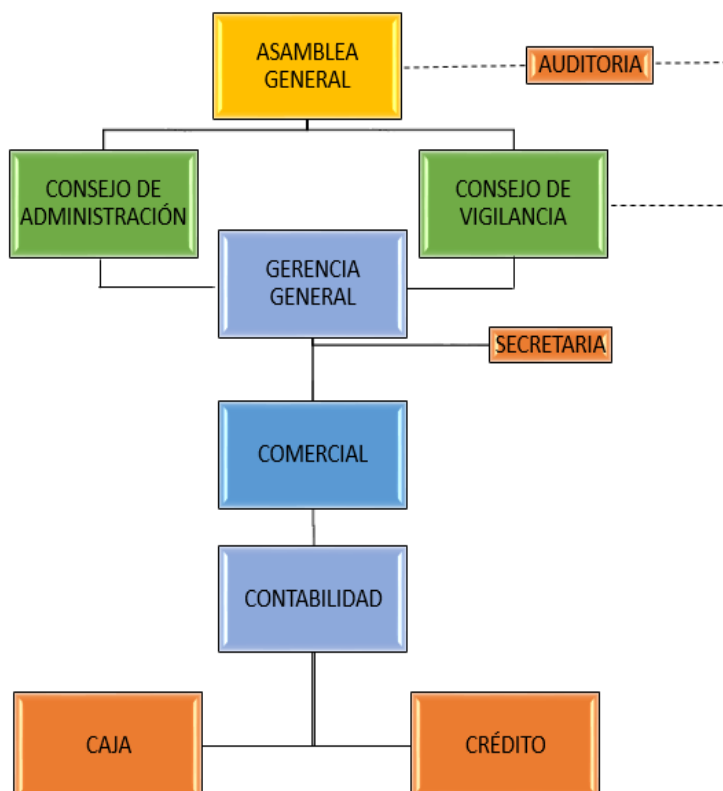 ASAMBLEA
GENERAL
AUDITORIA
CONSEJO DE
ADMINISTRACIÓN
CONSEJO DE
VIGILANCIA
GERENCIA
GENERAL
SECRETARIA
COMERCIAL
CONTABILIDAD
CAJA
CRÉDITO